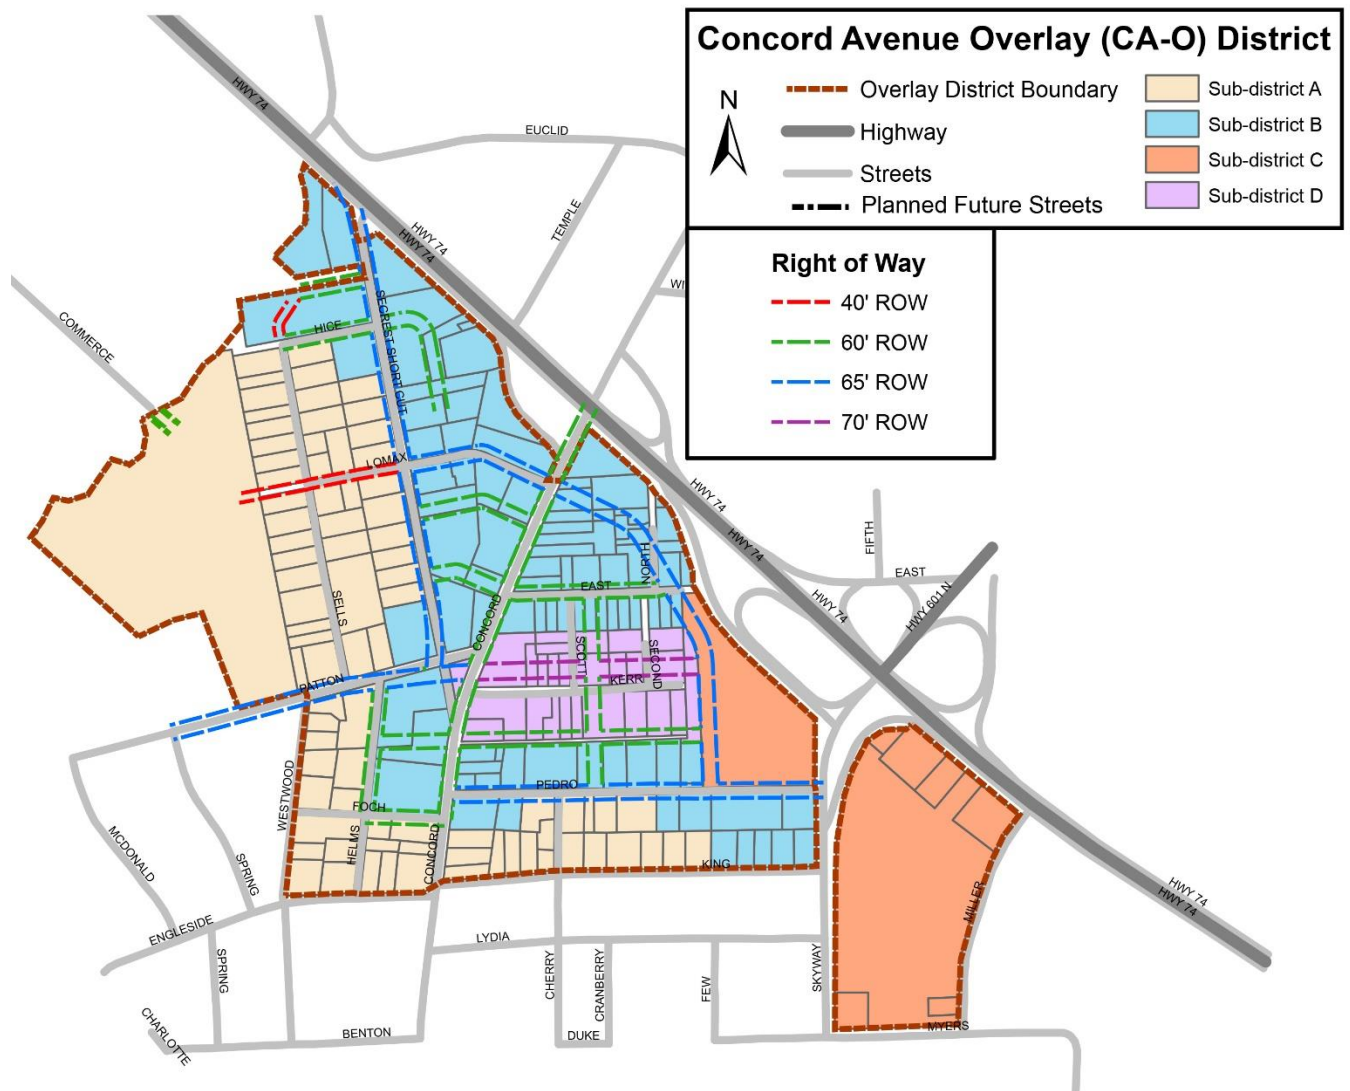 Concord Avenue Overlay (CA-O) District
N
Overlay District Boundary
Highway
Streets
Planned Future Streets
Sub-district A
Sub-district B
Sub-district C
Sub-district D
Right of Way
40' ROW
60' ROW
65' ROW
70' ROW
HWY 74
EUCLID
TEMPLE
HWY 74
HWY 74
WI
COMMERCE
HICE
SECREST SHORT CUT
LOMAX
HWY 74
HWY 74
FIFTH
EAST
HWY 601 N
HWY 74
NORTH
EAST
SELLS
CONCORD
SCOTT
SECOND
KERR
PATTON
PEDRO
WESTWOOD
FOCH
HELMS
CONCORD
KING
MCDONALD
SPRING
MILLER
HWY 74
HWY 74
ENGLESIDE
LYDIA
SPRING
CHERRY
CRANBERRY
FEW
SKYWAY
CHARLOTTE
BENTON
DUKE
MYERS